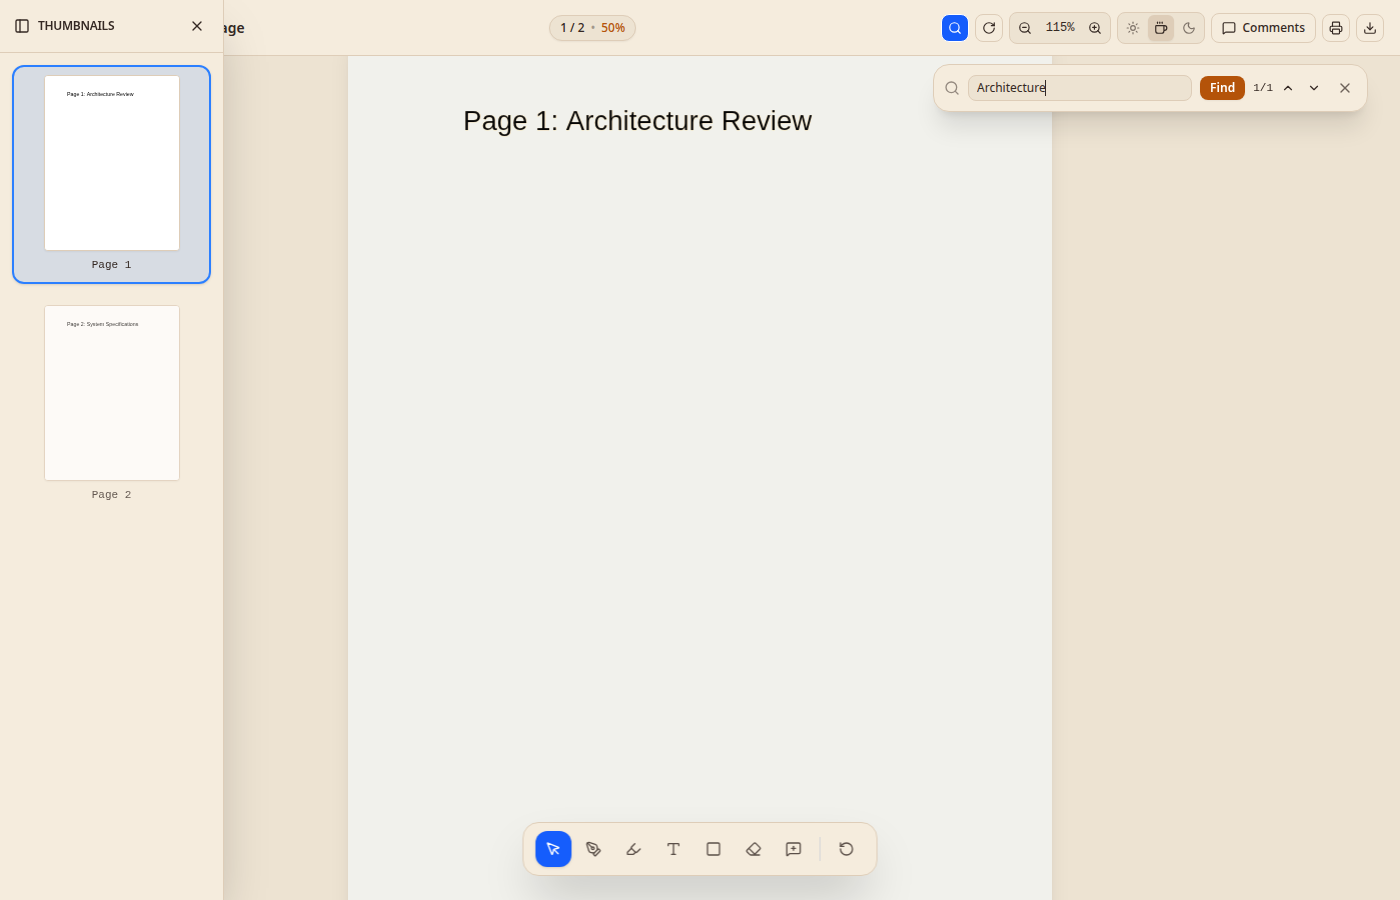 THUMBNAILS
age
1 / 2 • 50%
115%
Comments
Architecture
Find
1/1
Page 1: Architecture Review
Page 1
Page 2: System Specifications
Page 2
Page 1: Architecture Review